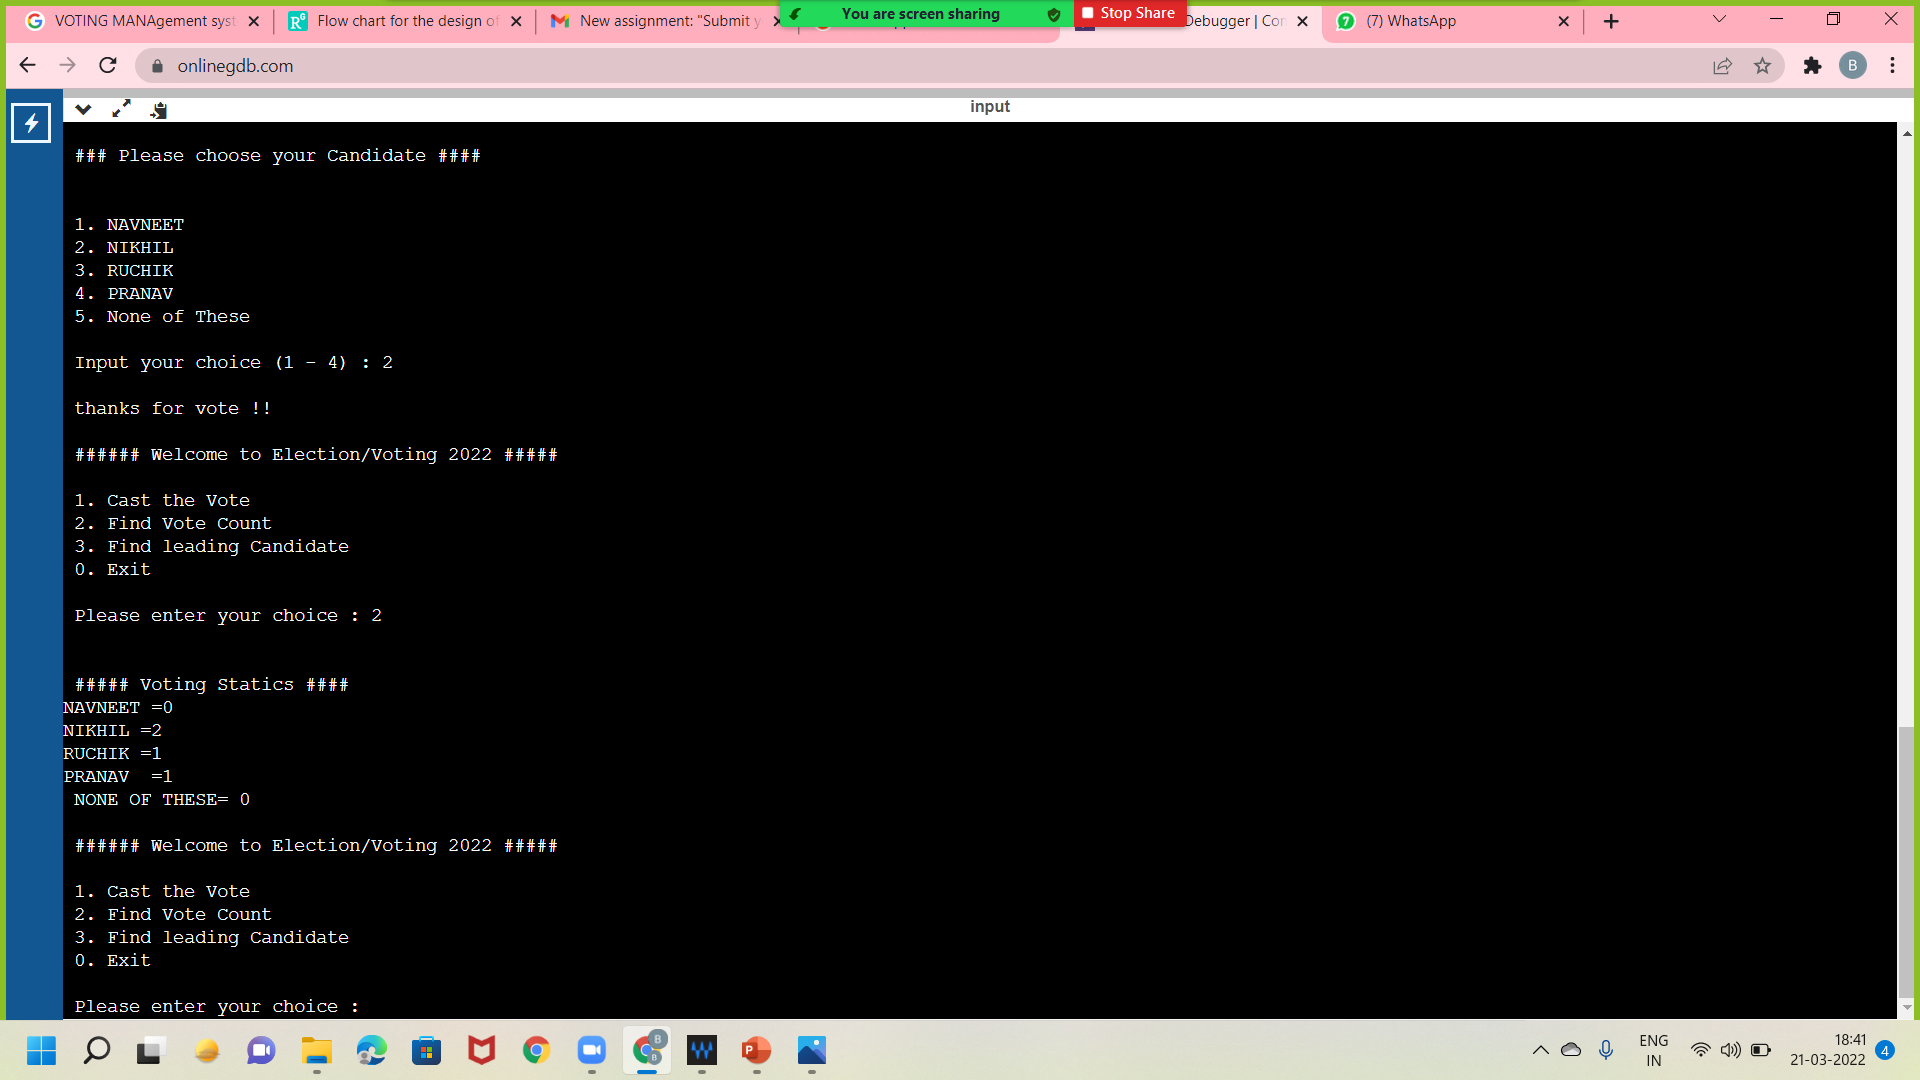 VOTING MANAgement syst
Flow chart for the design of
New assignment: "Submit y
You are screen sharing
Stop Share
Debugger | Con
(7) WhatsApp
onlinegdb.com
B
input
### Please choose your Candidate ####
1. NAVNEET
2. NIKHIL
3. RUCHIK
4. PRANAV
5. None of These
Input your choice (1 - 4) : 2
thanks for vote !!
###### Welcome to Election/Voting 2022 #####
1. Cast the Vote
2. Find Vote Count
3. Find leading Candidate
0. Exit
Please enter your choice : 2
##### Voting Statics ####
NAVNEET =0
NIKHIL =2
RUCHIK =1
PRANAV  =1
NONE OF THESE= 0
###### Welcome to Election/Voting 2022 #####
1. Cast the Vote
2. Find Vote Count
3. Find leading Candidate
0. Exit
Please enter your choice :
ENG
IN
18:41
21-03-2022
4